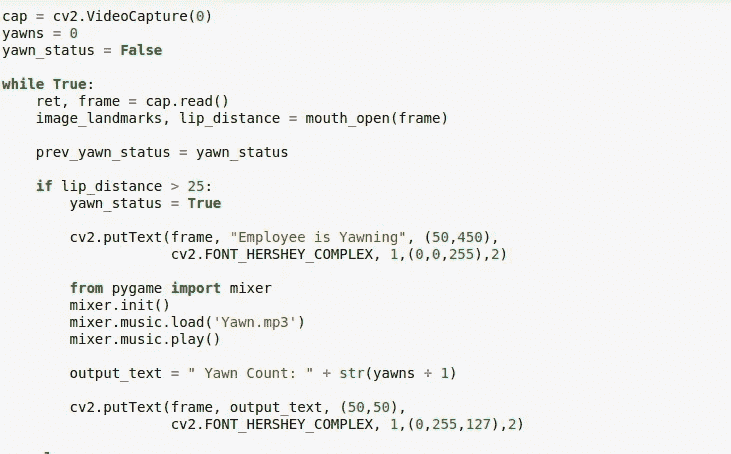 cap = cv2.VideoCapture(0)
yawns = 0
yawn_status = False
while True:
    ret, frame = cap.read()
    image_landmarks, lip_distance = mouth_open(frame)
    prev_yawn_status = yawn_status
    if lip_distance > 25:
        yawn_status = True
        cv2.putText(frame, "Employee is Yawning", (50,450),
                    cv2.FONT_HERSHEY_COMPLEX, 1,(0,0,255),2)
        from pygame import mixer
        mixer.init()
        mixer.music.load('Yawn.mp3')
        mixer.music.play()
        output_text = " Yawn Count: " + str(yawns + 1)
        cv2.putText(frame, output_text, (50,50),
                    cv2.FONT_HERSHEY_COMPLEX, 1,(0,255,127),2)